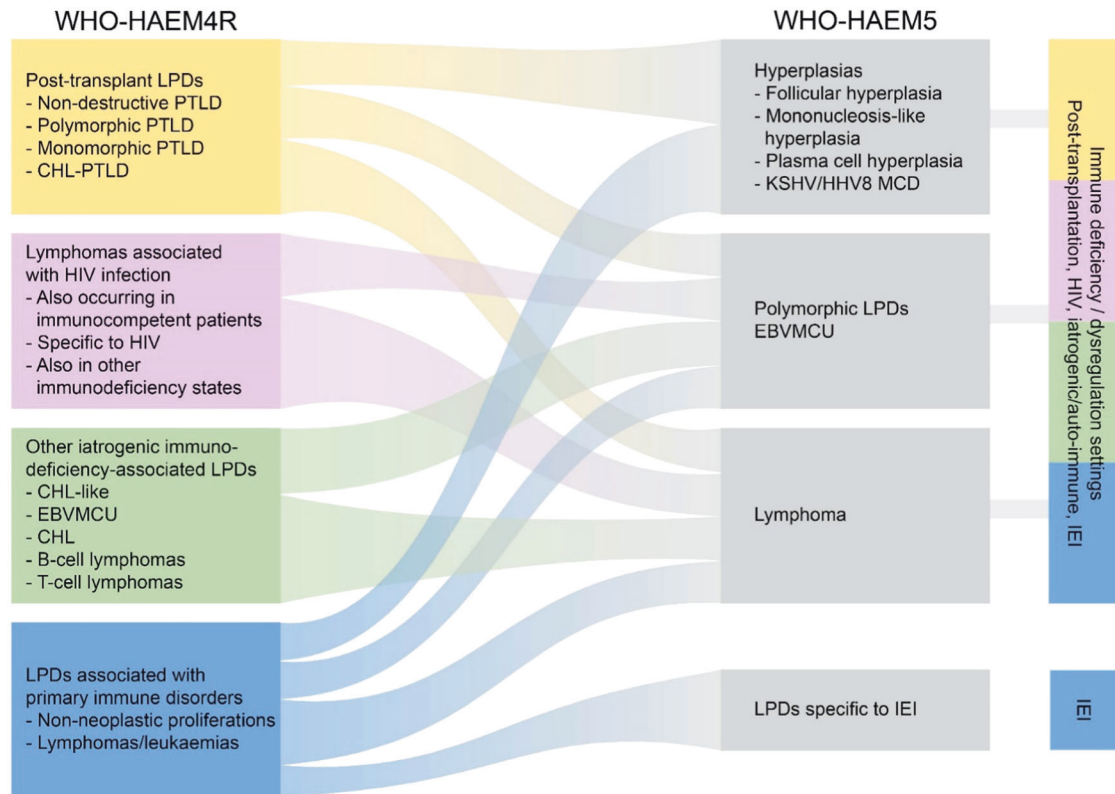 WHO-HAEM4R
WHO-HAEM5
Post-transplant LPDs
- Non-destructive PTLD
- Polymorphic PTLD
- Monomorphic PTLD
- CHL-PTLD
Lymphomas associated
with HIV infection
- Also occurring in
immunocompetent patients
- Specific to HIV
- Also in other
immunodeficiency states
Other iatrogenic immuno-
deficiency-associated LPDs
- CHL-like
- EBVMCU
- CHL
- B-cell lymphomas
- T-cell lymphomas
LPDs associated with
primary immune disorders
- Non-neoplastic proliferations
- Lymphomas/leukaemias
Hyperplasias
- Follicular hyperplasia
- Mononucleosis-like
hyperplasia
- Plasma cell hyperplasia
- KSHV/HHV8 MCD
Polymorphic LPDs
EBVMCU
Lymphoma
LPDs specific to IEI
Immune deficiency / dysregulation settings
Post-transplantation, HIV, iatrogenic/auto-immune, IEI
IEI